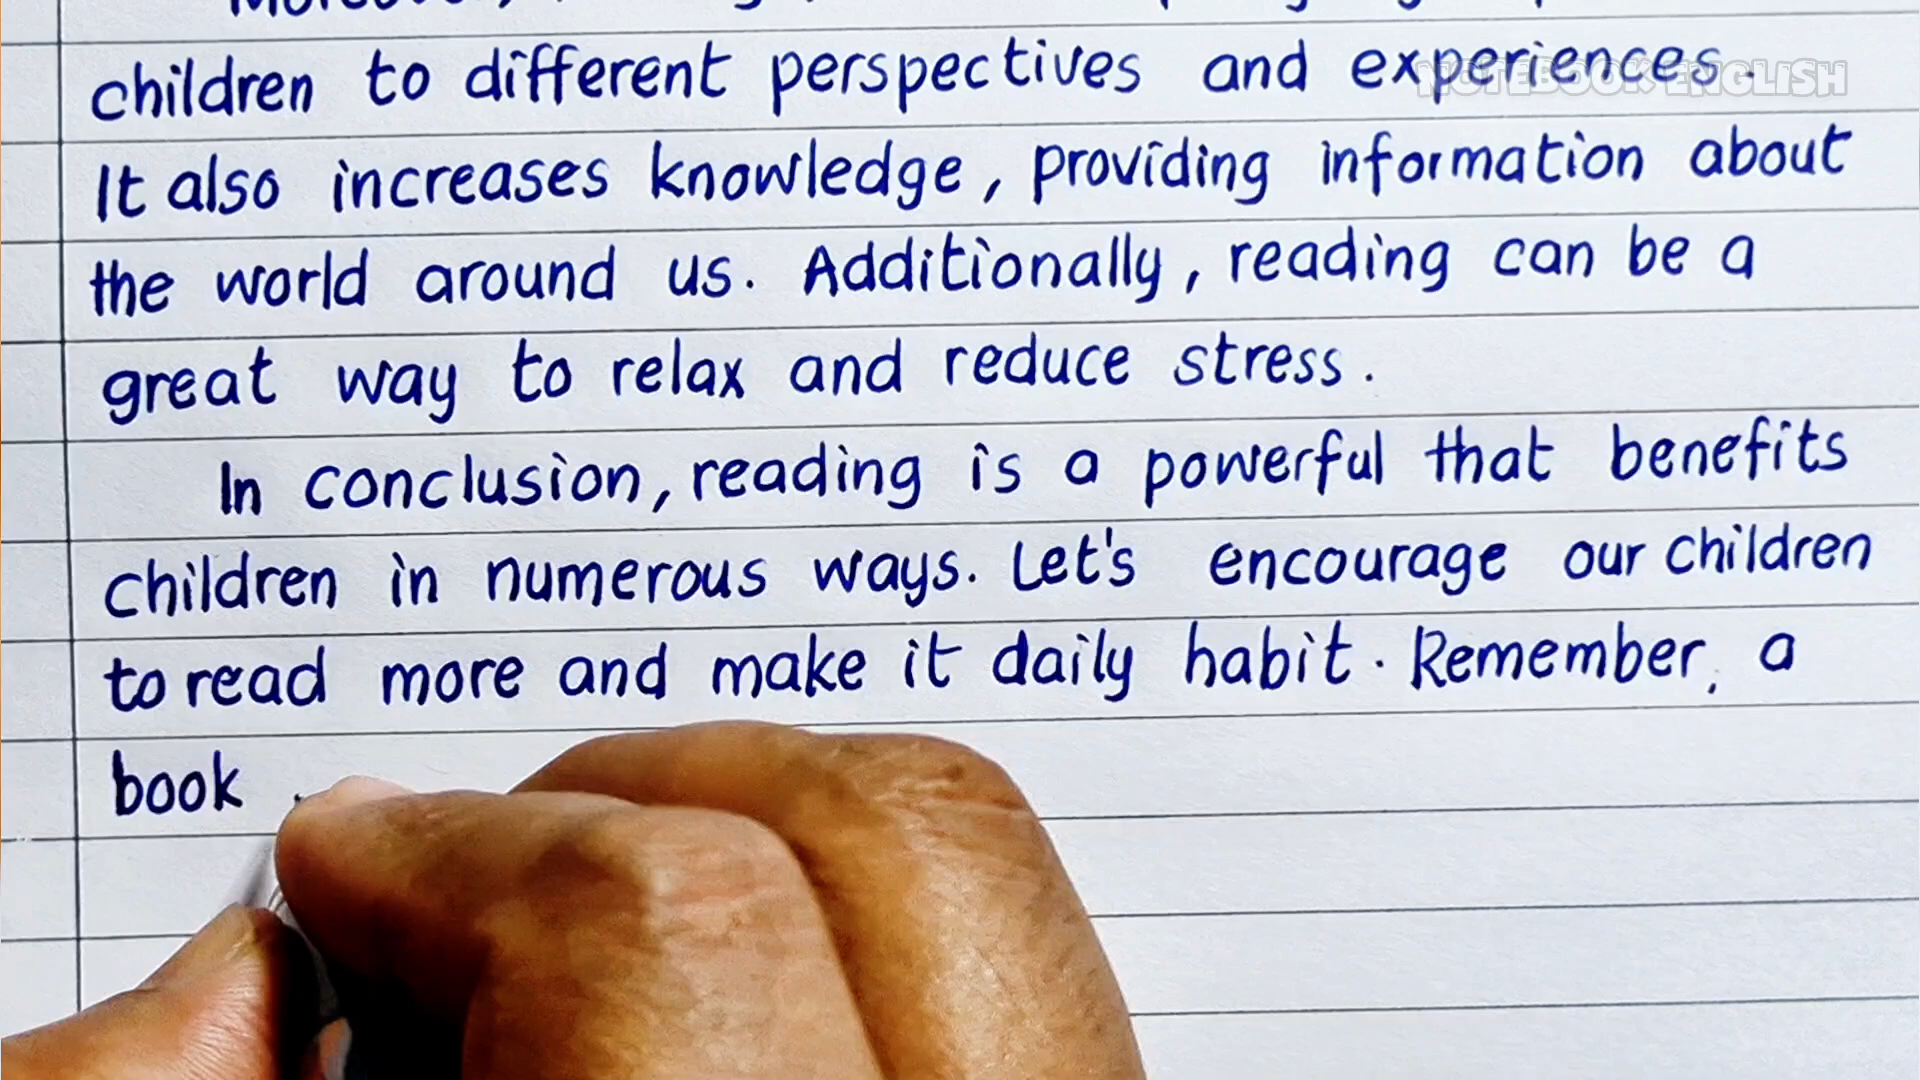 NOTEBOOK ENGLISH
children to different perspectives and experiences.
It also increases knowledge, providing information about
the world around us. Additionally, reading can be a
great way to relax and reduce stress.
In conclusion, reading is a powerful that benefits
children in numerous ways. Let's encourage our children
to read more and make it daily habit. Remember, a
book